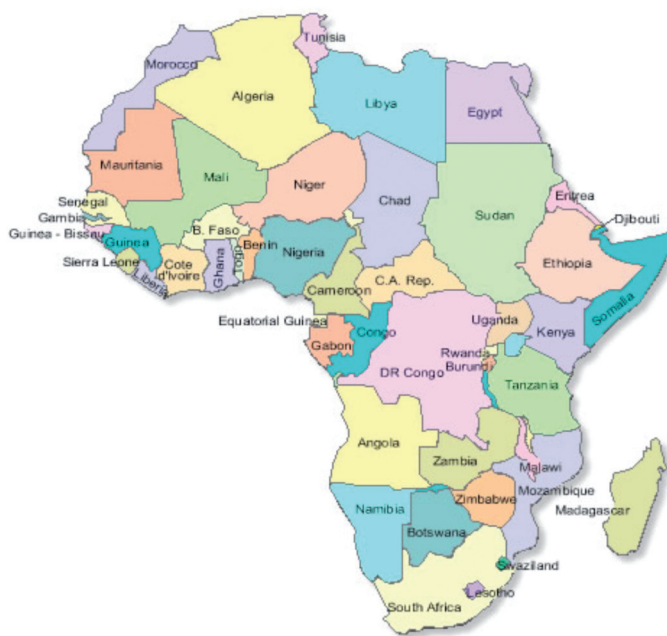 Tunisia
Morocco
Algeria
Libya
Egypt
Mauritania
Mali
Niger
Chad
Sudan
Eritrea
Senegal
Gambia
Guinea - Bissau
Guinea
B. Faso
Benin
Nigeria
Djibouti
Sierra Leone
Liberia
Cote
d'Ivoire
Ghana
Togo
Cameroon
C.A. Rep.
Ethiopia
Somalia
Equatorial Guinea
Gabon
Congo
DR Congo
Uganda
Kenya
Rwanda
Burundi
Tanzania
Angola
Zambia
Malawi
Mozambique
Madagascar
Namibia
Zimbabwe
Botswana
Swaziland
Lesotho
South Africa